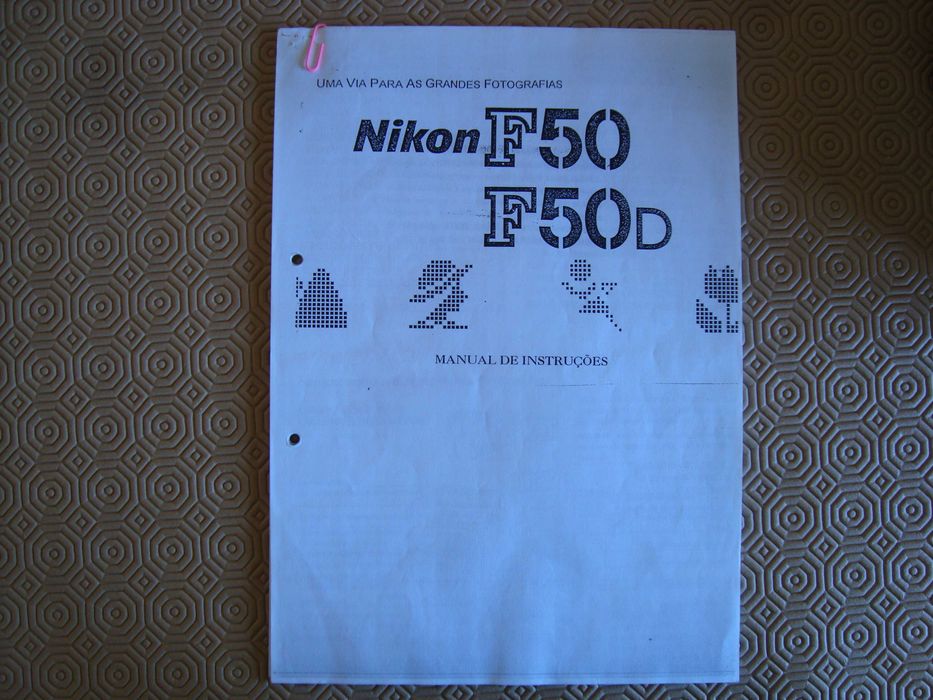 UMA VIA PARA AS GRANDES FOTOGRAFIAS
Nikon F50
F50D
MANUAL DE INSTRUÇÕES